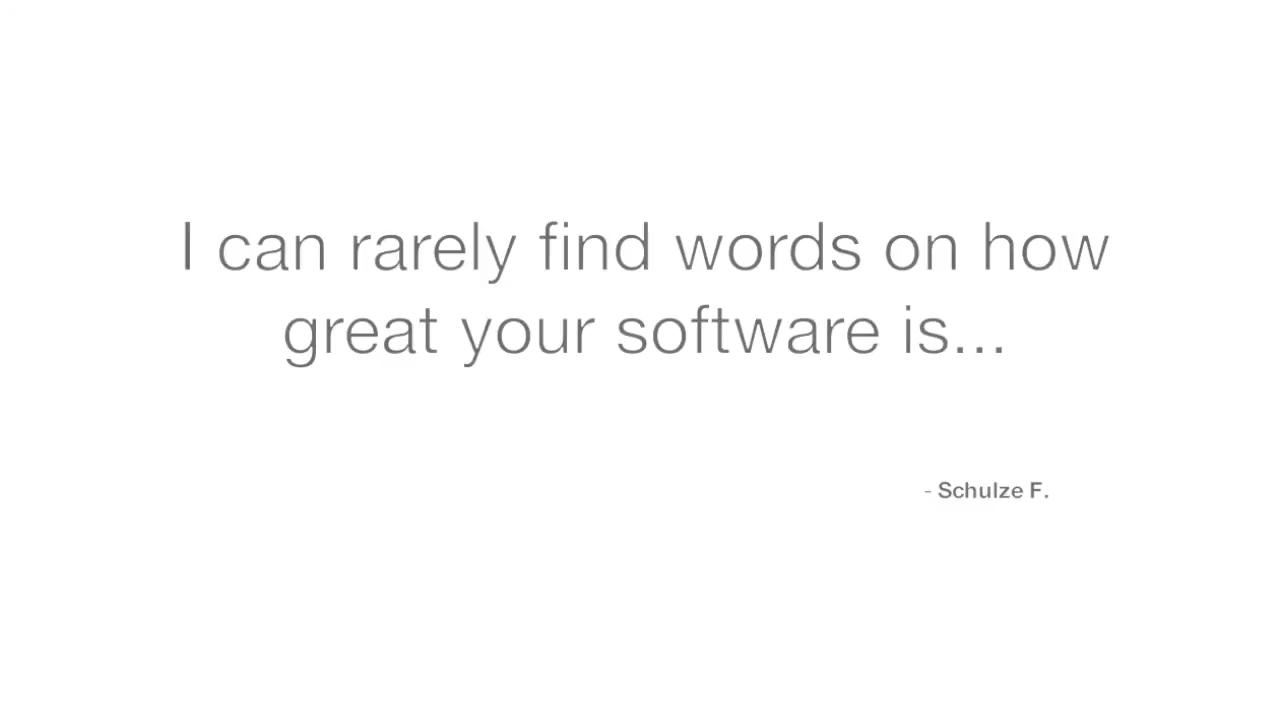 I can rarely find words on how
great your software is...
- Schulze F.